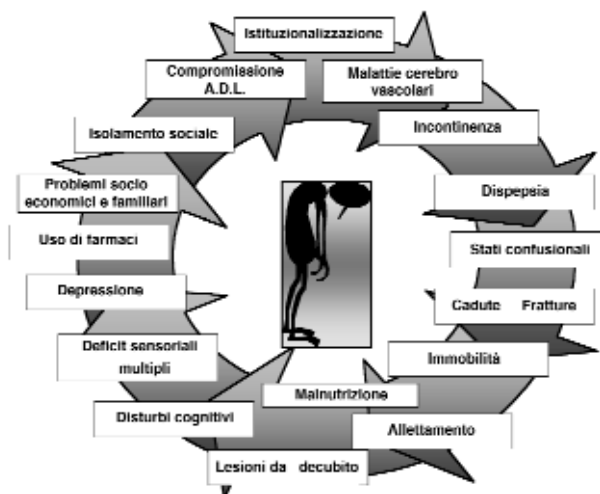 Istituzionalizzazione
Malattie cerebro
vascolari
Incontinenza
Dispepsia
Stati confusionali
Cadute Fratture
Immobilità
Allettamento
Malnutrizione
Lesioni da decubito
Disturbi cognitivi
Deficit sensoriali
multipli
Depressione
Uso di farmaci
Problemi socio
economici e familiari
Isolamento sociale
Compromissione
A.D.L.